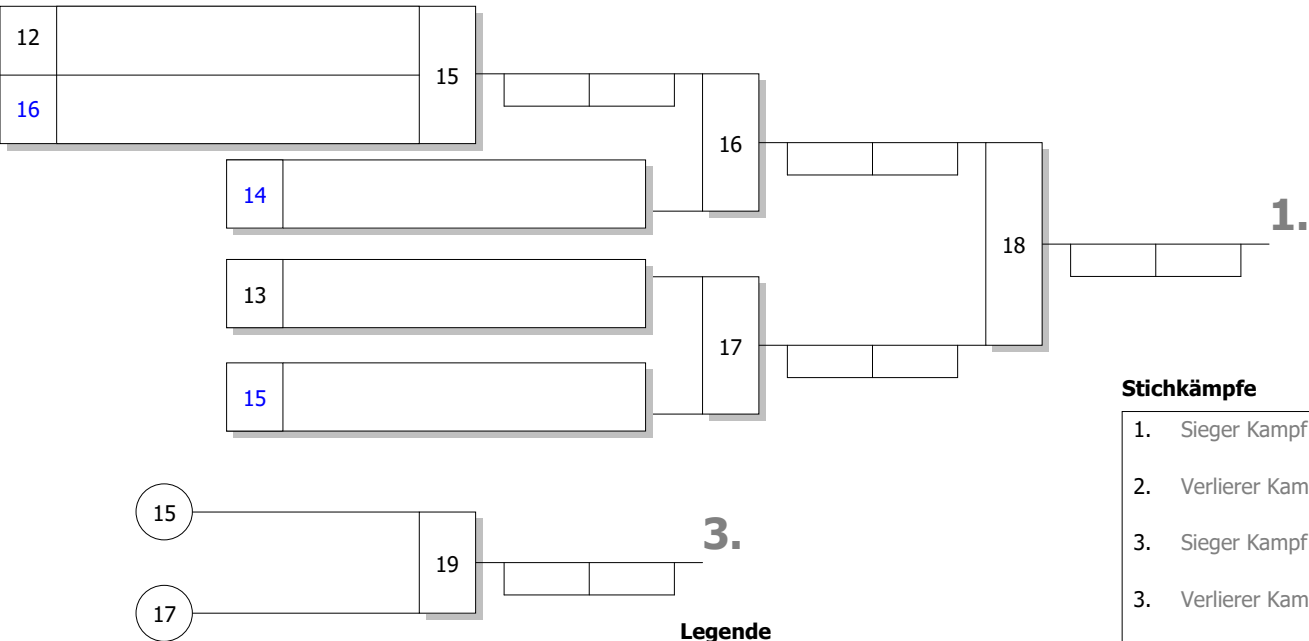 12
15
16
16
14
1.
18
13
17
15
Stichkämpfe
1. Sieger Kampf
2. Verlierer Kam
3. Sieger Kampf
3. Verlierer Kam
15
3.
19
17
Legende